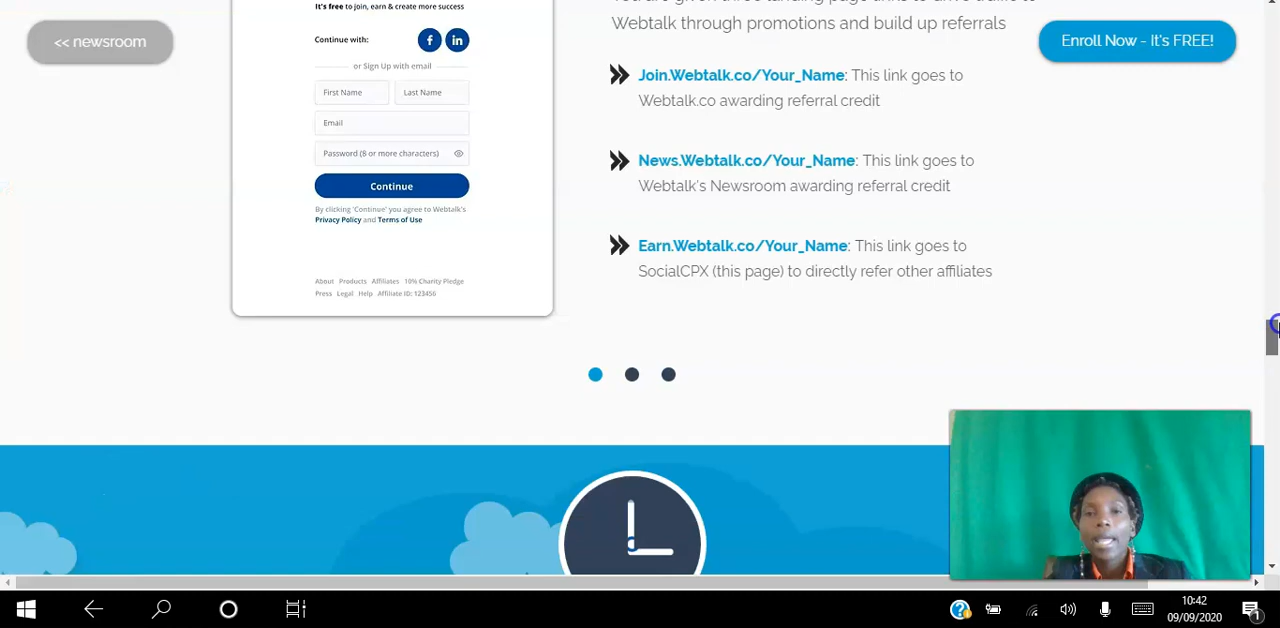 It's free to join, earn & create more success
<< newsroom
Continue with:
or Sign Up with email
First Name
Last Name
Email
Password (8 or more characters)
Continue
By clicking 'Continue' you agree to Webtalk's
Privacy Policy and Terms of Use
About Products Affiliates 10% Charity Pledge
Press Legal Help Affiliate ID: 123456
Webtalk through promotions and build up referrals
Enroll Now - It's FREE!
Join.Webtalk.co/Your_Name: This link goes to
Webtalk.co awarding referral credit
News.Webtalk.co/Your_Name: This link goes to
Webtalk's Newsroom awarding referral credit
Earn.Webtalk.co/Your_Name: This link goes to
SocialCPX (this page) to directly refer other affiliates
10:42
09/09/2020
1